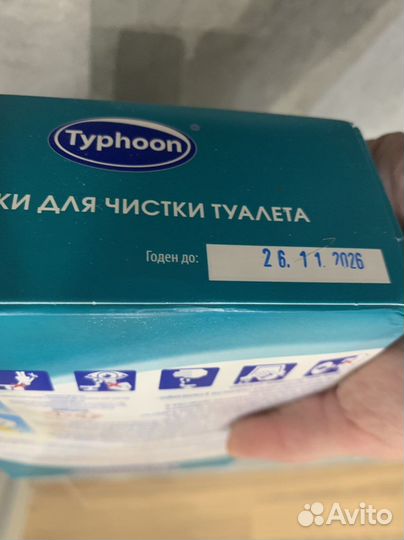 Typhoon
КИ ДЛЯ ЧИСТКИ ТУАЛЕТА
Годен до: 26.11.2026
Avito